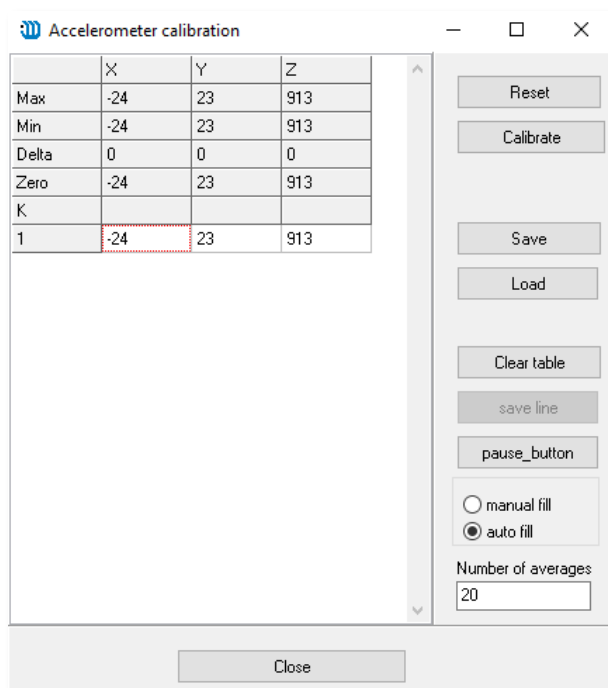 Accelerometer calibration
X Y Z
Max -24 23 913
Min -24 23 913
Delta 0 0 0
Zero -24 23 913
K
1 -24 23 913
Reset
Calibrate
Save
Load
Clear table
save line
pause_button
manual fill
auto fill
Number of averages
20
Close